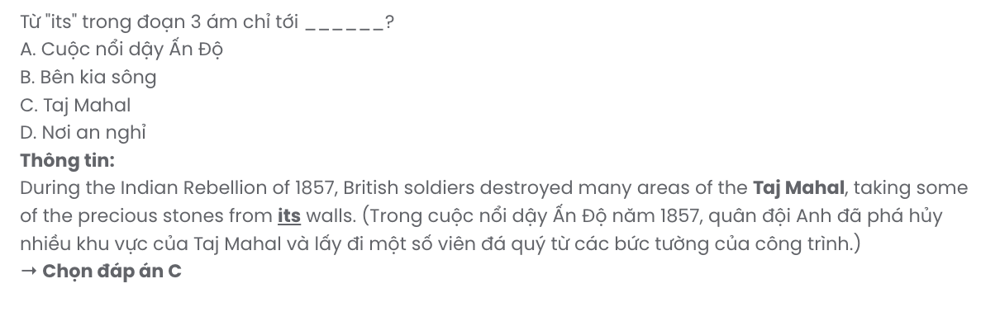 Từ "its" trong đoạn 3 ám chỉ tới ______?
A. Cuộc nổi dậy Ấn Độ
B. Bên kia sông
C. Taj Mahal
D. Nơi an nghỉ
Thông tin:
During the Indian Rebellion of 1857, British soldiers destroyed many areas of the Taj Mahal, taking some
of the precious stones from its walls. (Trong cuộc nổi dậy Ấn Độ năm 1857, quân đội Anh đã phá hủy
nhiều khu vực của Taj Mahal và lấy đi một số viên đá quý từ các bức tường của công trình.)
→ Chọn đáp án C